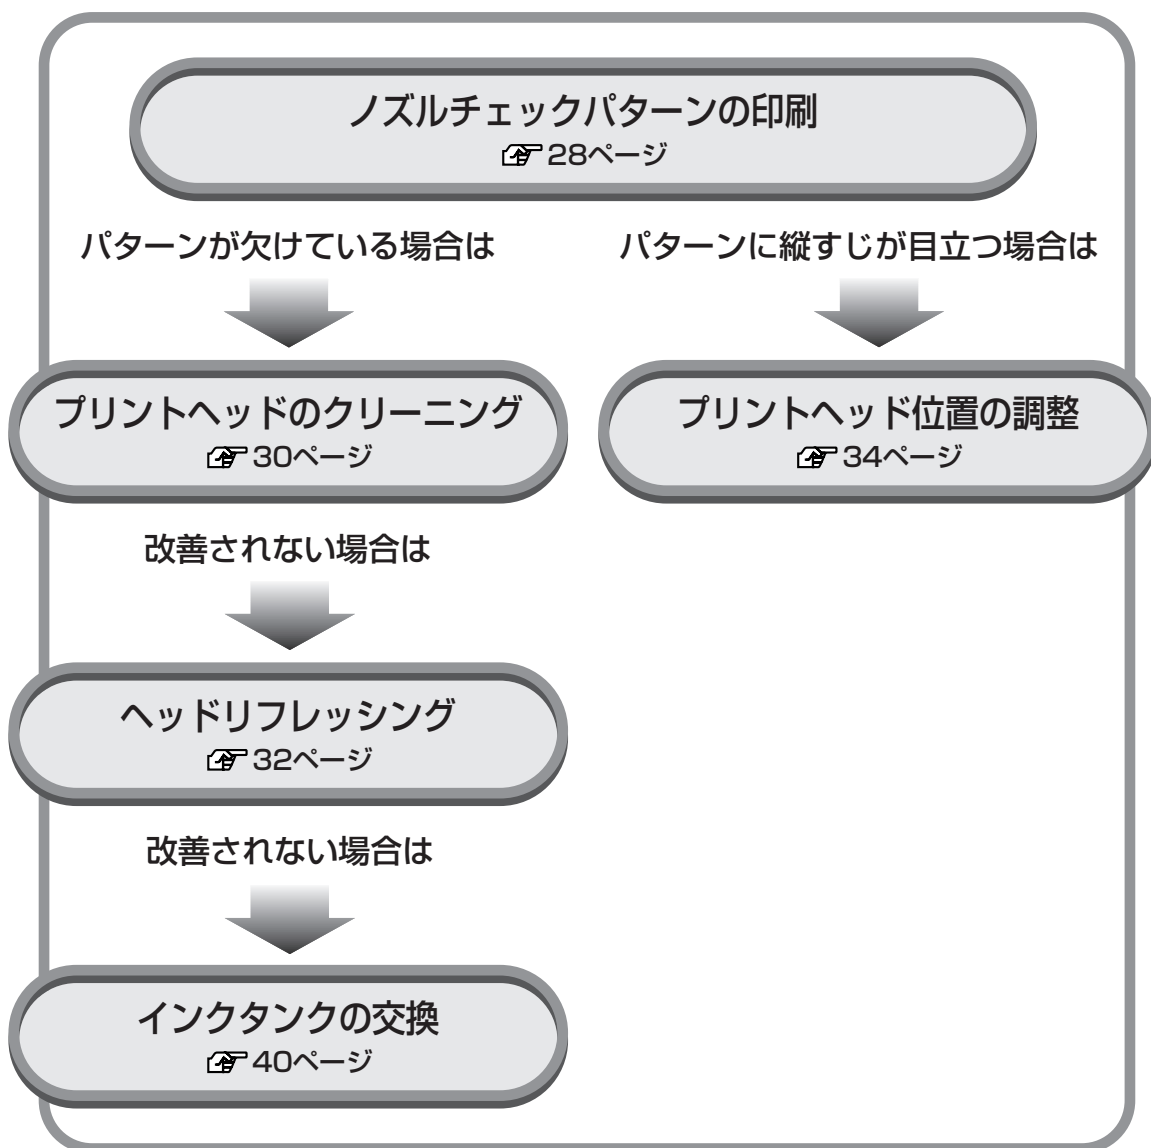 ノズルチェックパターンの印刷
28ページ
パターンが欠けている場合は
パターンに縦すじが目立つ場合は
プリントヘッドのクリーニング
30ページ
プリントヘッド位置の調整
34ページ
改善されない場合は
ヘッドリフレッシング
32ページ
改善されない場合は
インクタンクの交換
40ページ